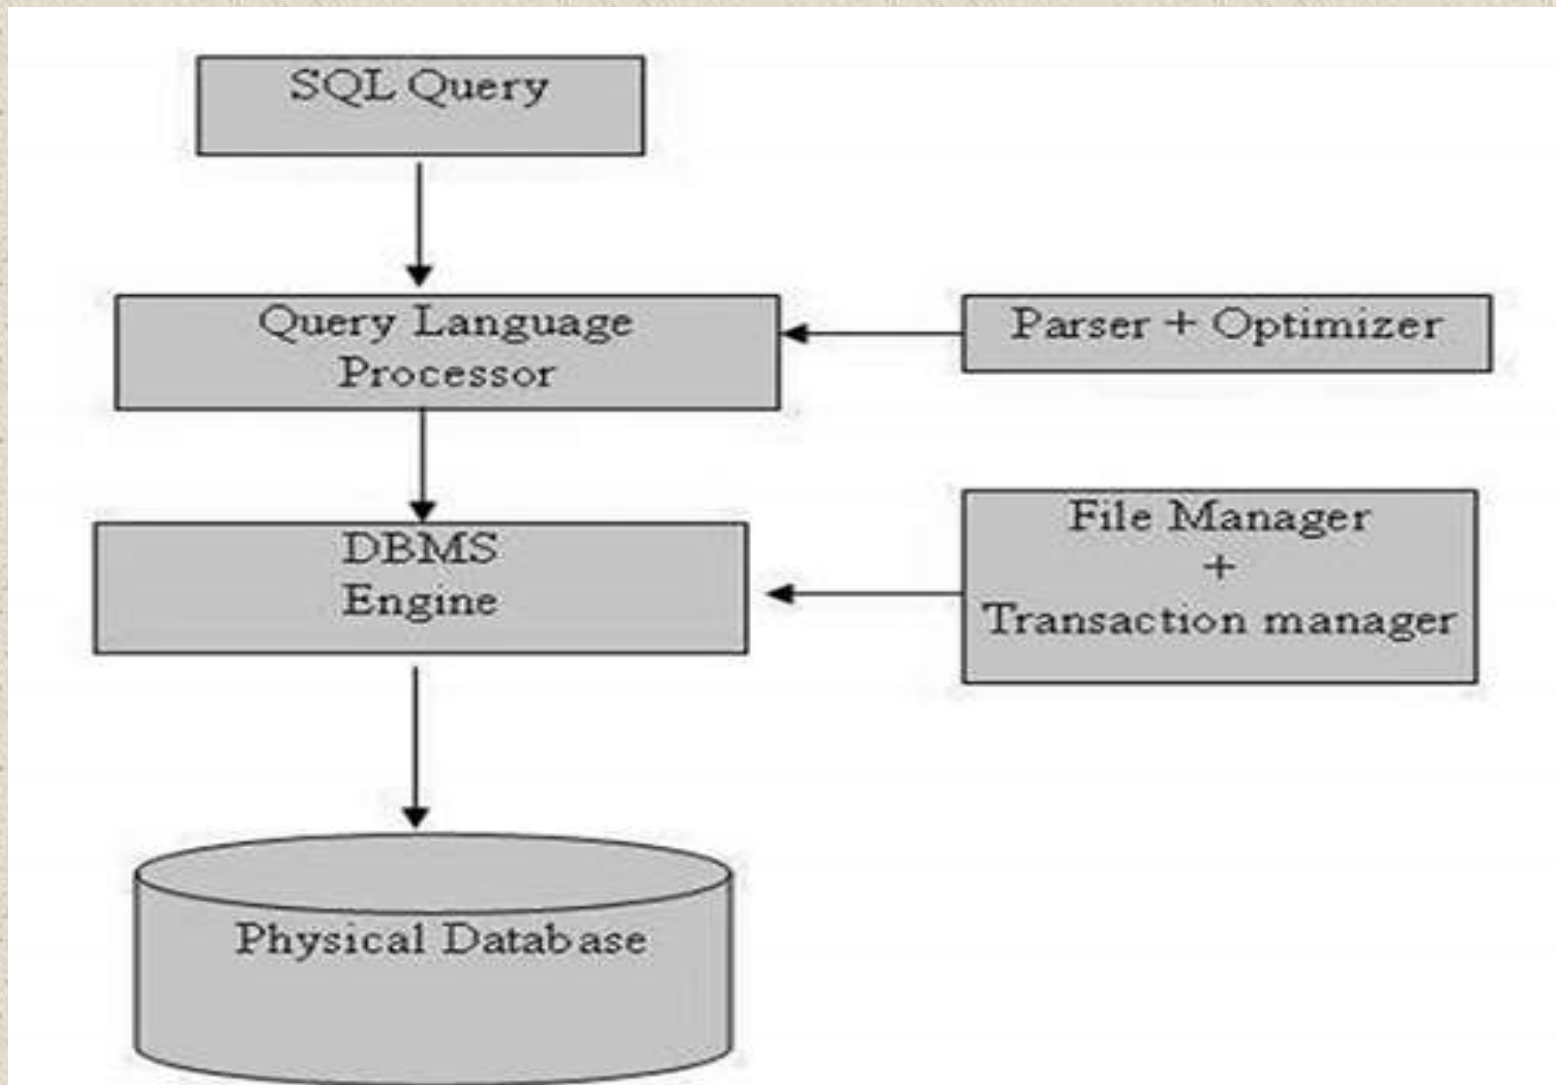 SQL Query
Query Language
Processor
Parser + Optimizer
DBMS
Engine
File Manager
+
Transaction manager
Physical Database